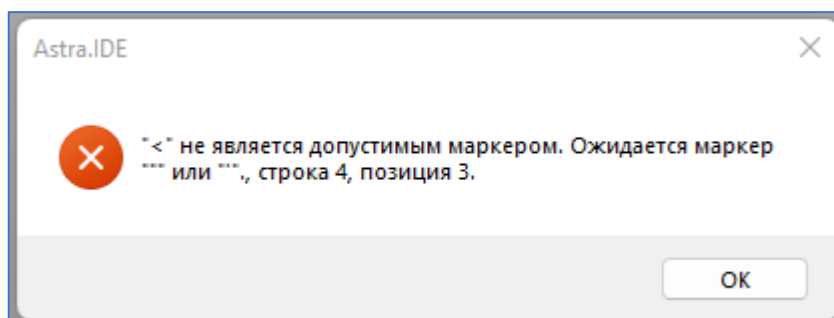 Astra.IDE
"<" не является допустимым маркером. Ожидается маркер
""" или "'"., строка 4, позиция 3.
OK